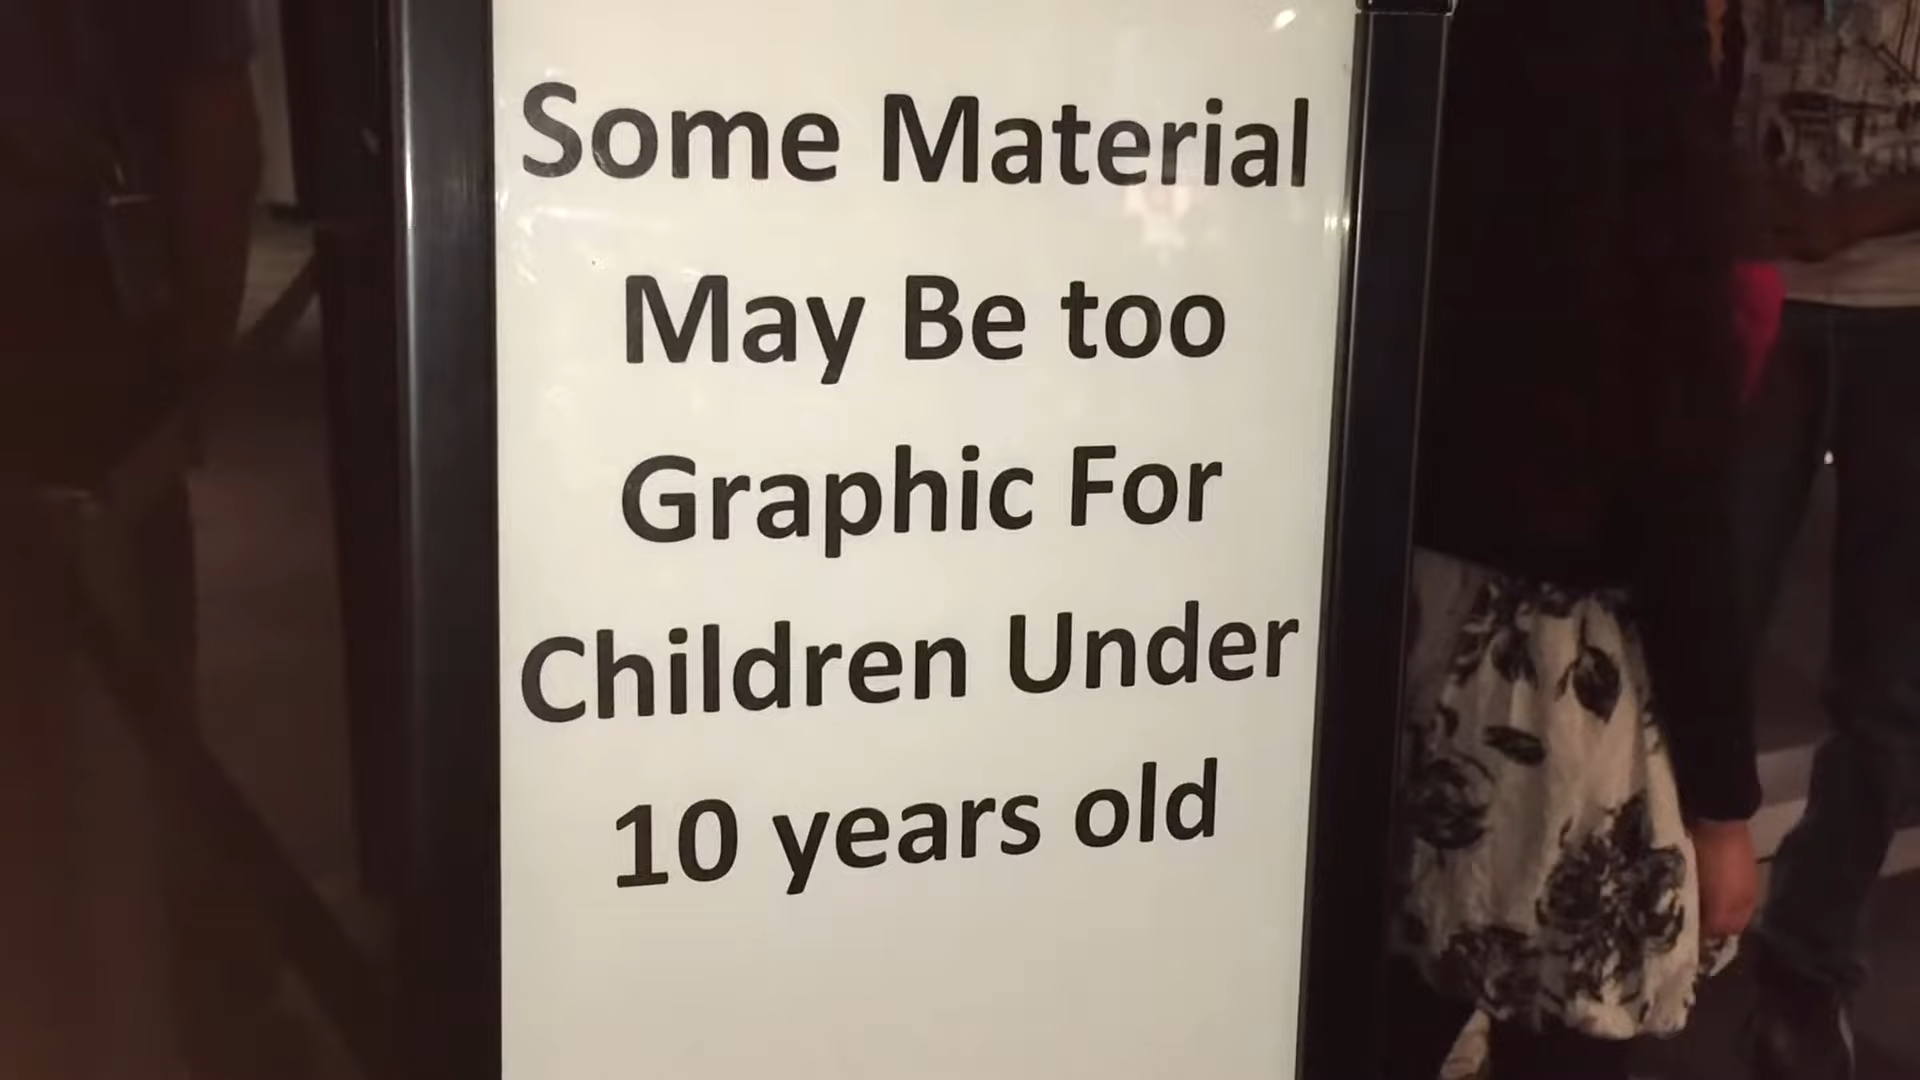 Some Material
May Be too
Graphic For
Children Under
10 years old